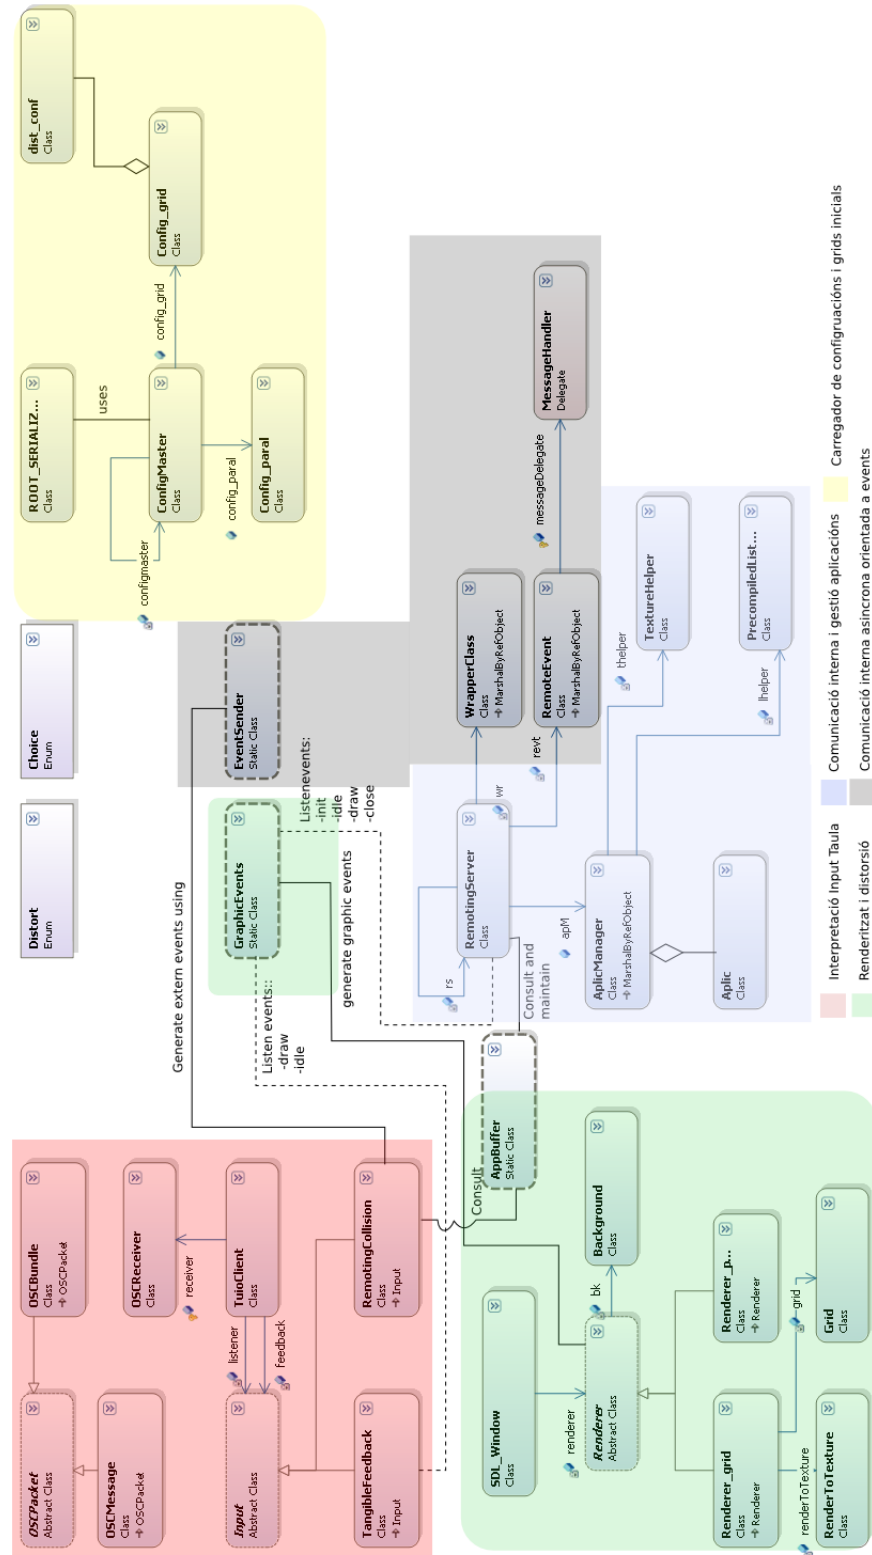 OSCPacket
Abstract Class
OSCBundle
Class
OSCPacket
OSCMessage
Class
OSCPacket
OSCReceiver
Class
receiver
Input
Abstract Class
listener
feedback
TuioClient
Class
TangibleFeedback
Class
Input
RemotingCollision
Class
Input
Generate extern events using
Listen events::
-draw
-idle
generate graphic events
Listenevents:
-init
-idle
-draw
-close
Distort
Enum
Choice
Enum
GraphicEvents
Static Class
EventSender
Static Class
ROOT_SERIALIZ...
Class
dist_conf
Class
uses
configmaster
ConfigMaster
Class
config_grid
Config_grid
Class
config_paral
Config_paral
Class
SDL_Window
Class
renderer
Consult
AppBuffer
Static Class
Consult and
maintain
Renderer
Abstract Class
bk
Background
Class
Renderer_grid
Class
Renderer
Renderer_p...
Class
Renderer
renderToTexture
grid
RenderToTexture
Class
Grid
Class
rs
RemotingServer
Class
wr
WrapperClass
Class
MarshalByRefObject
apM
revt
RemoteEvent
Class
MarshalByRefObject
messageDelegate
MessageHandler
Delegate
AplicManager
Class
MarshalByRefObject
thelper
TextureHelper
Class
Aplic
Class
lhelper
PrecompiledList...
Class
Interpretació Input Taula
Comunicació interna i gestió aplicacións
Carregador de configruacións i grids inicials
Renderitzat i distorsió
Comunicació interna asíncrona orientada a events